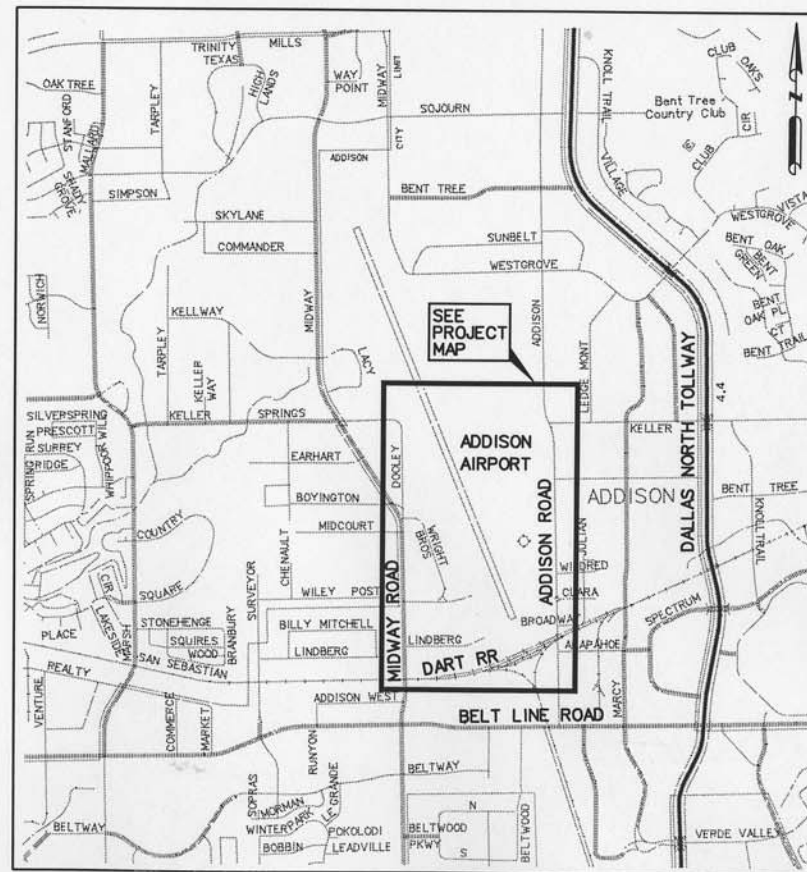 TRINITY MILLS
TEXAS
OAK TREE
STANFORD
MALLARD
SHADY GROVE
TARPLEY
SIMPSON
HIGH LANDS
WAY POINT
MIDWAY
LIMIT
CITY
ADDISON
SOJOURN
KNOLL TRAIL
VILLAGE
CLUB OAKS
Bent Tree
Country Club
CIR
CLUB
N
BENT TREE
SKYLANE
COMMANDER
SUNBELT
WESTGROVE
WESTGROVE
VISTA
BENT OAK
BENT GREEN
BENT OAK PL
CT
BENT TRAIL
NORWICH
TARPLEY
KELLWAY
KELLER WAY
MIDWAY
LACY
SEE
PROJECT
MAP
ADDISON
LEDGE MONT
DALLAS NORTH TOLLWAY
4.4
SILVERSPRING
PRESCOTT
SURREY
RIDGE
SPRING RUN
WHIPPOORWILL
KELLER SPRINGS
EARHART
BOYINGTON
MIDCOURT
CHENAULT
DOOLEY
WRIGHT BROS
ADDISON
AIRPORT
ADDISON ROAD
ADDISON
KELLER
BENT TREE
KNOLL TRAIL
JULIAN
MILDRED
CLARA
BROADWAY
SPECTRUM
ARAPAHOE
COUNTRY
SQUARE
CIR
LAKESIDE
PLACE
MARSH
STONEHENGE
SQUIRES
WOOD
BRANBURY
SURVEYOR
WILEY POST
BILLY MITCHELL
LINDBERG
LINDBERG
MIDWAY ROAD
DART RR
REALTY
SAN SEBASTIAN
VENTURE
COMMERCE
MARKET
ADDISON WEST
BELT LINE ROAD
MARCY
RUNYON
SOPRAS
MORMAN
WINTERPARK
LE GRANDE
POKOLODI
LEADVILLE
BOBBIN
BELTWAY
BELTWAY
BELTWOOD
PKWY
N
S
BELTWOOD
VERDE VALLEY